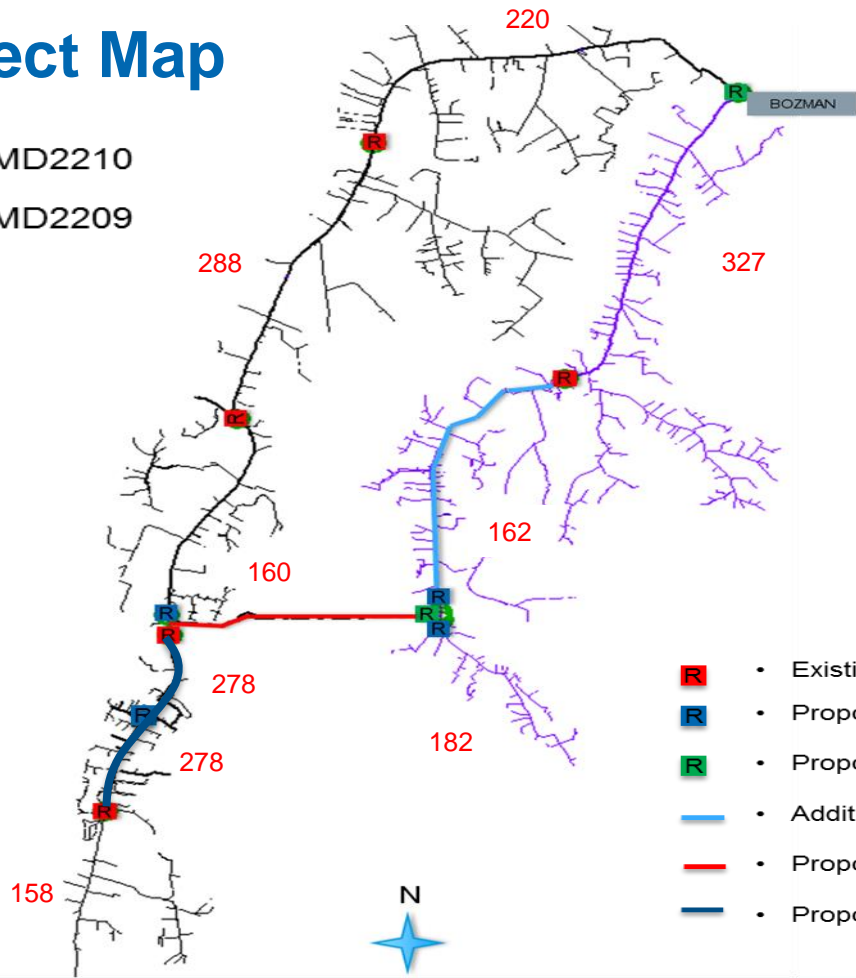 220
ect Map
R
BOZMAN
R
MD2210
MD2209
288
327
R
R
162
160
R
R
R
R
R
278
R
182
278
R
158
N
R • Existi
R • Propo
R • Propo
• Addit
• Propo
• Propo